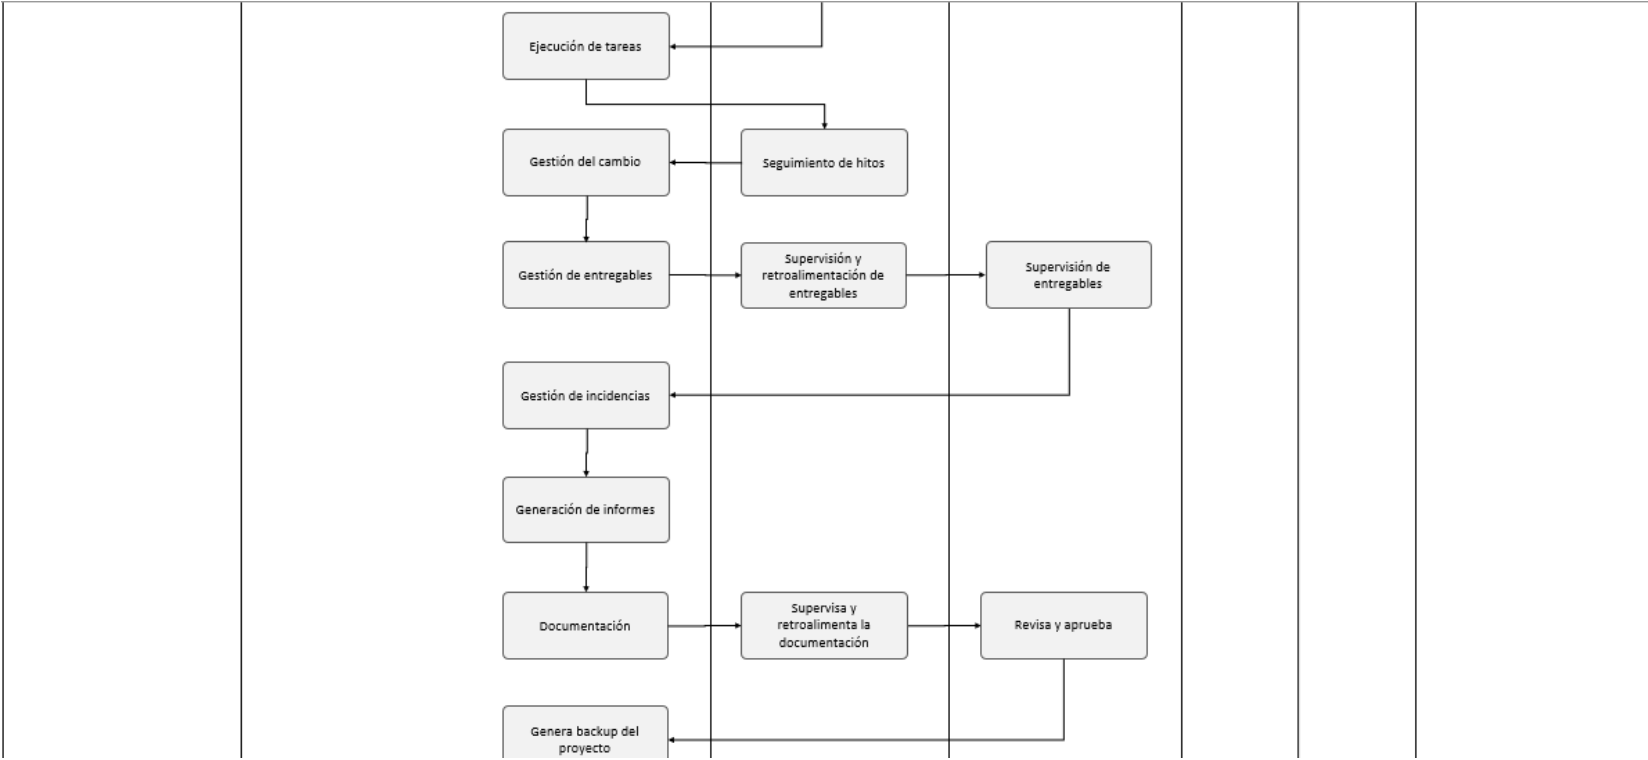 Ejecución de tareas
Gestión del cambio
Seguimiento de hitos
Gestión de entregables
Supervisión y
retroalimentación de
entregables
Supervisión de
entregables
Gestión de incidencias
Generación de informes
Documentación
Supervisa y
retroalimenta la
documentación
Revisa y aprueba
Genera backup del
proyecto